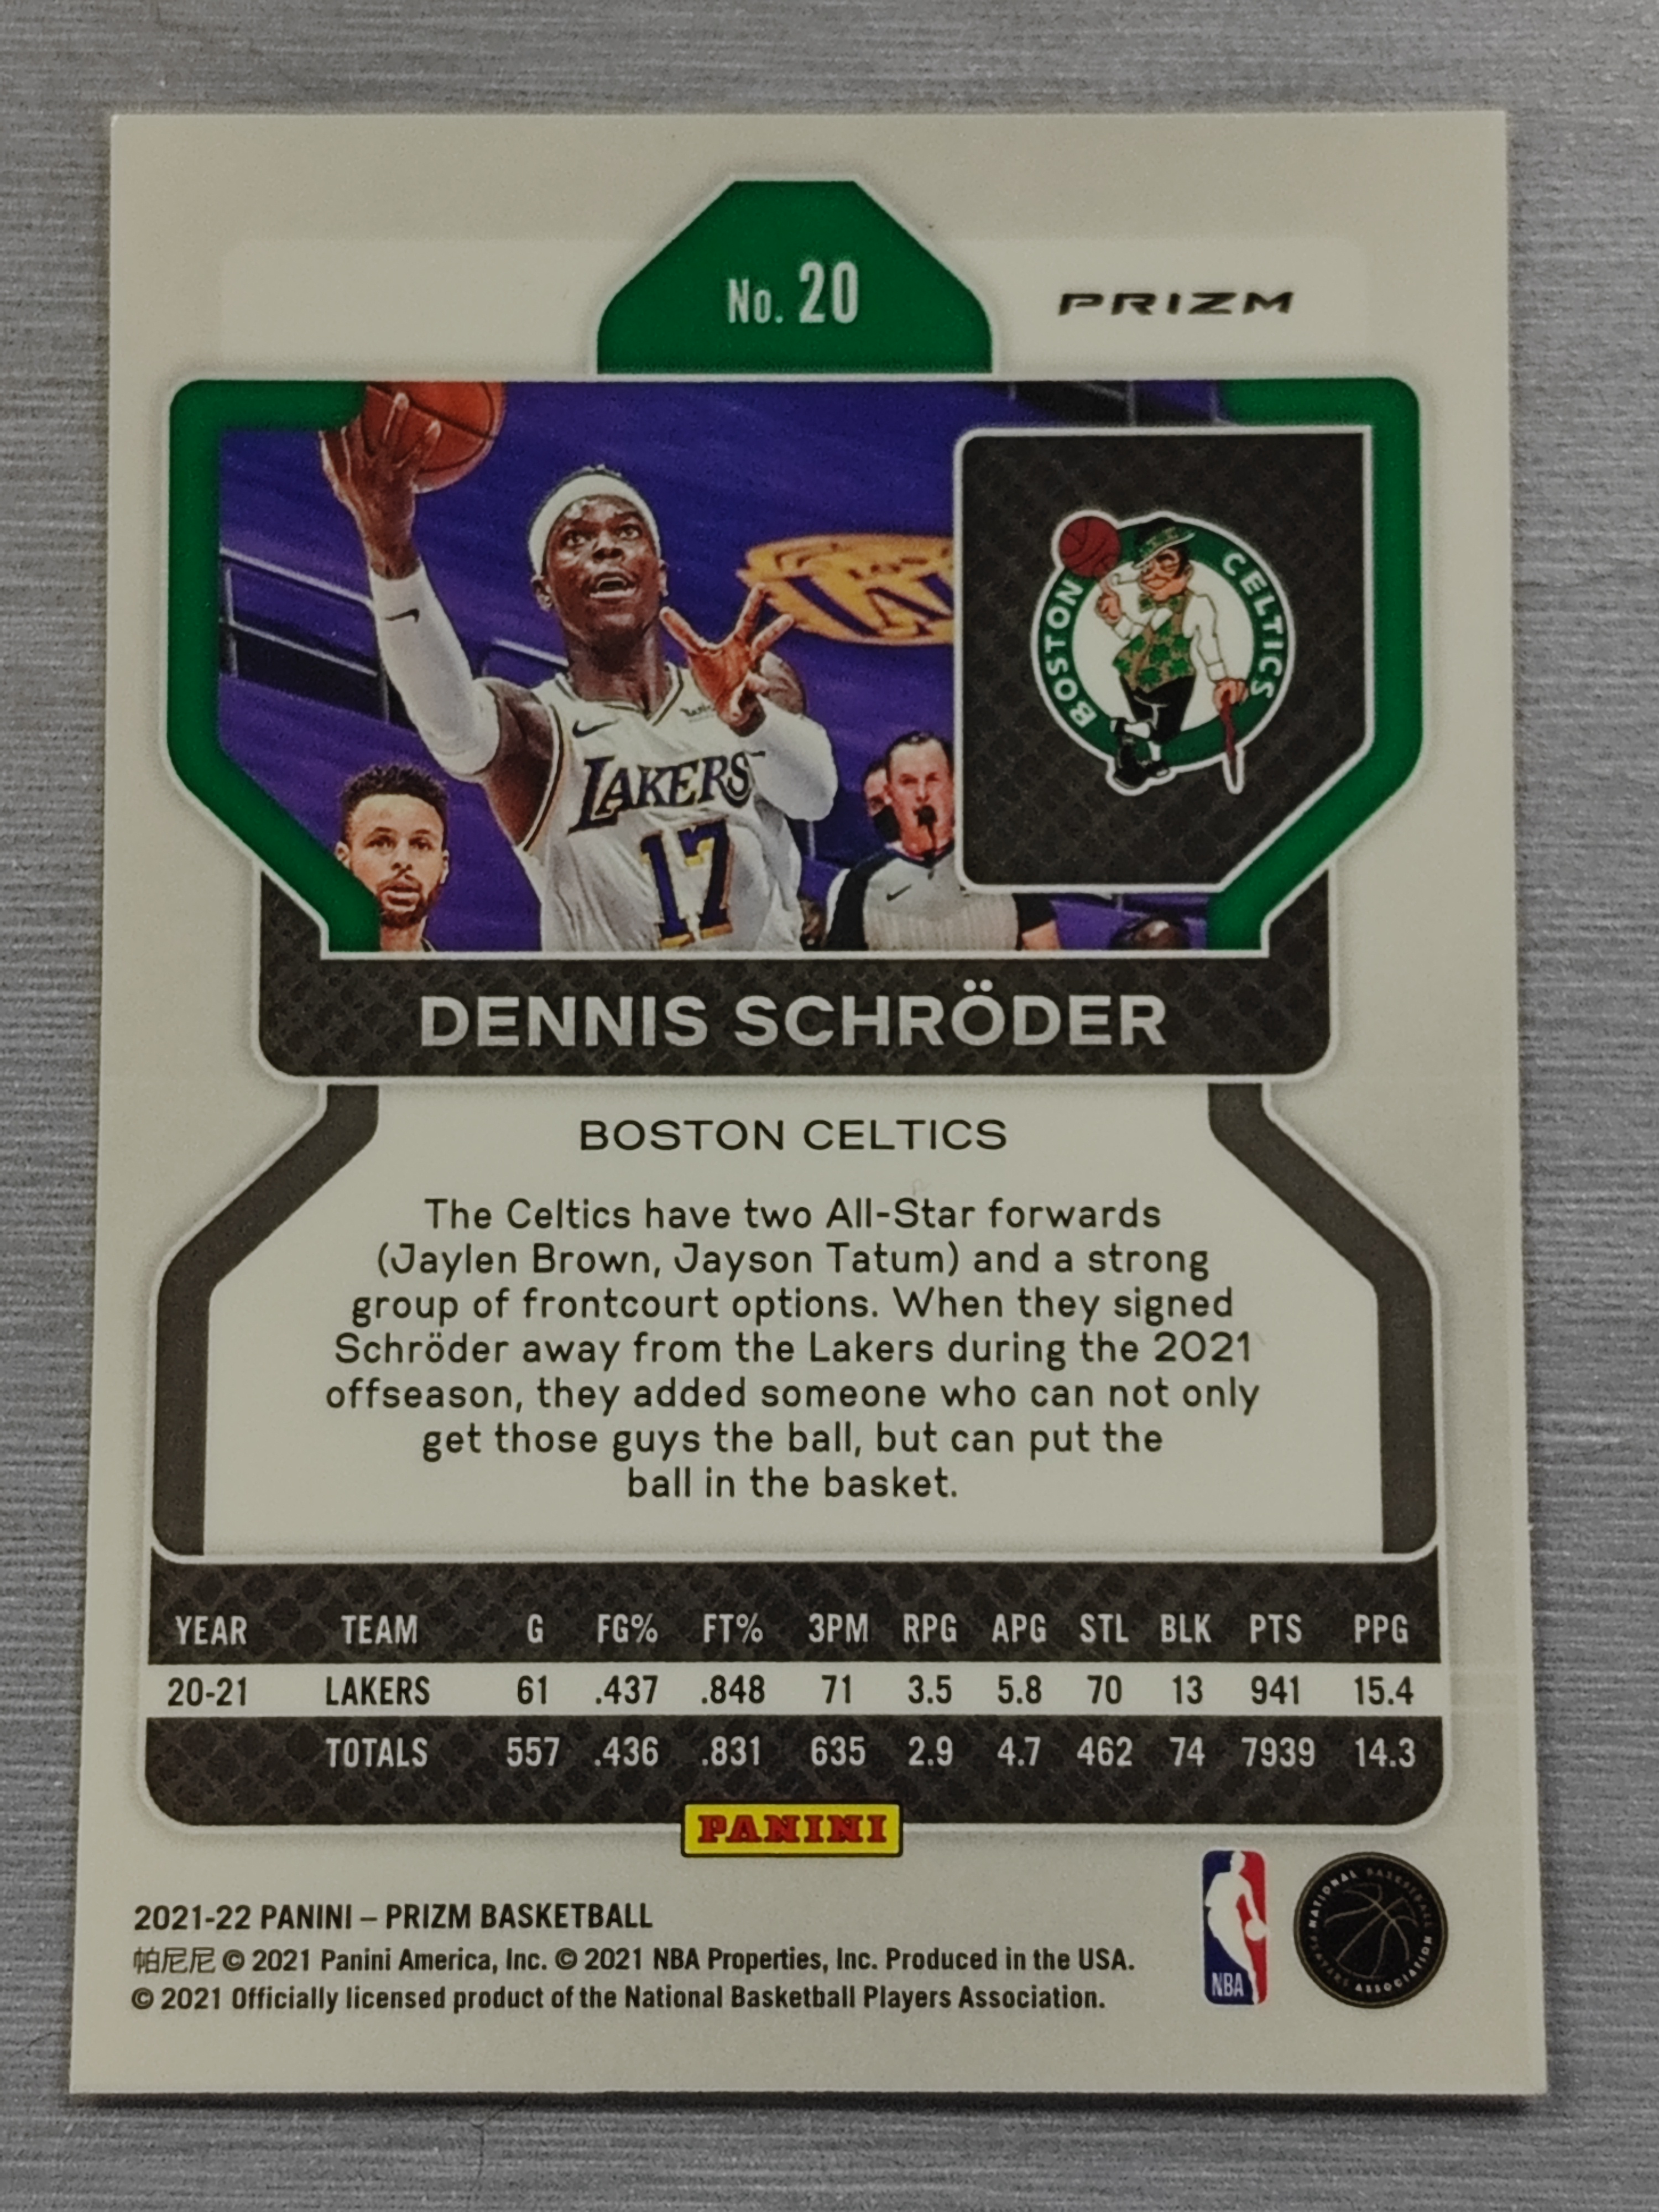 No. 20
PRIZM
BOSTON CELTICS
LAKERS
17
DENNIS SCHRÖDER
BOSTON CELTICS
The Celtics have two All-Star forwards
(Jaylen Brown, Jayson Tatum) and a strong
group of frontcourt options. When they signed
Schröder away from the Lakers during the 2021
offseason, they added someone who can not only
get those guys the ball, but can put the
ball in the basket.
YEAR TEAM G FG% FT% 3PM RPG APG STL BLK PTS PPG
20-21 LAKERS 61 .437 .848 71 3.5 5.8 70 13 941 15.4
TOTALS 557 .436 .831 635 2.9 4.7 462 74 7939 14.3
PANINI
2021-22 PANINI – PRIZM BASKETBALL
帕尼尼 © 2021 Panini America, Inc. © 2021 NBA Properties, Inc. Produced in the USA.
© 2021 Officially licensed product of the National Basketball Players Association.
NBA
NATIONAL BASKETBALL PLAYERS ASSOCIATION